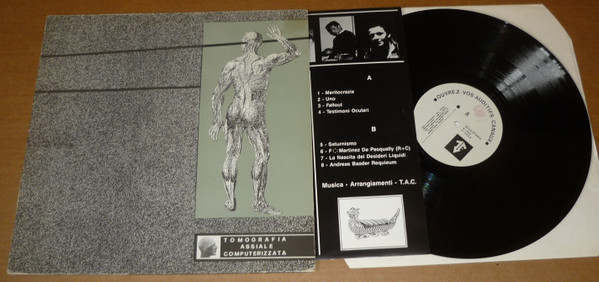 TOMOGRAFIA
ASSIALE
COMPUTERIZZATA
A
1 - Meritocrazia
2 - Uno
3 - Fallout
4 - Testimoni Oculari
B
5 - Saturnismo
6 - F∴ Martinez De Pasqually (R+C)
7 - La Nascita dei Desideri Liquidi
8 - Andreas Baader Requieum
Musica - Arrangiamenti - T.A.C.
OUVREZ-VOS AUDITIFS CANAUX
A